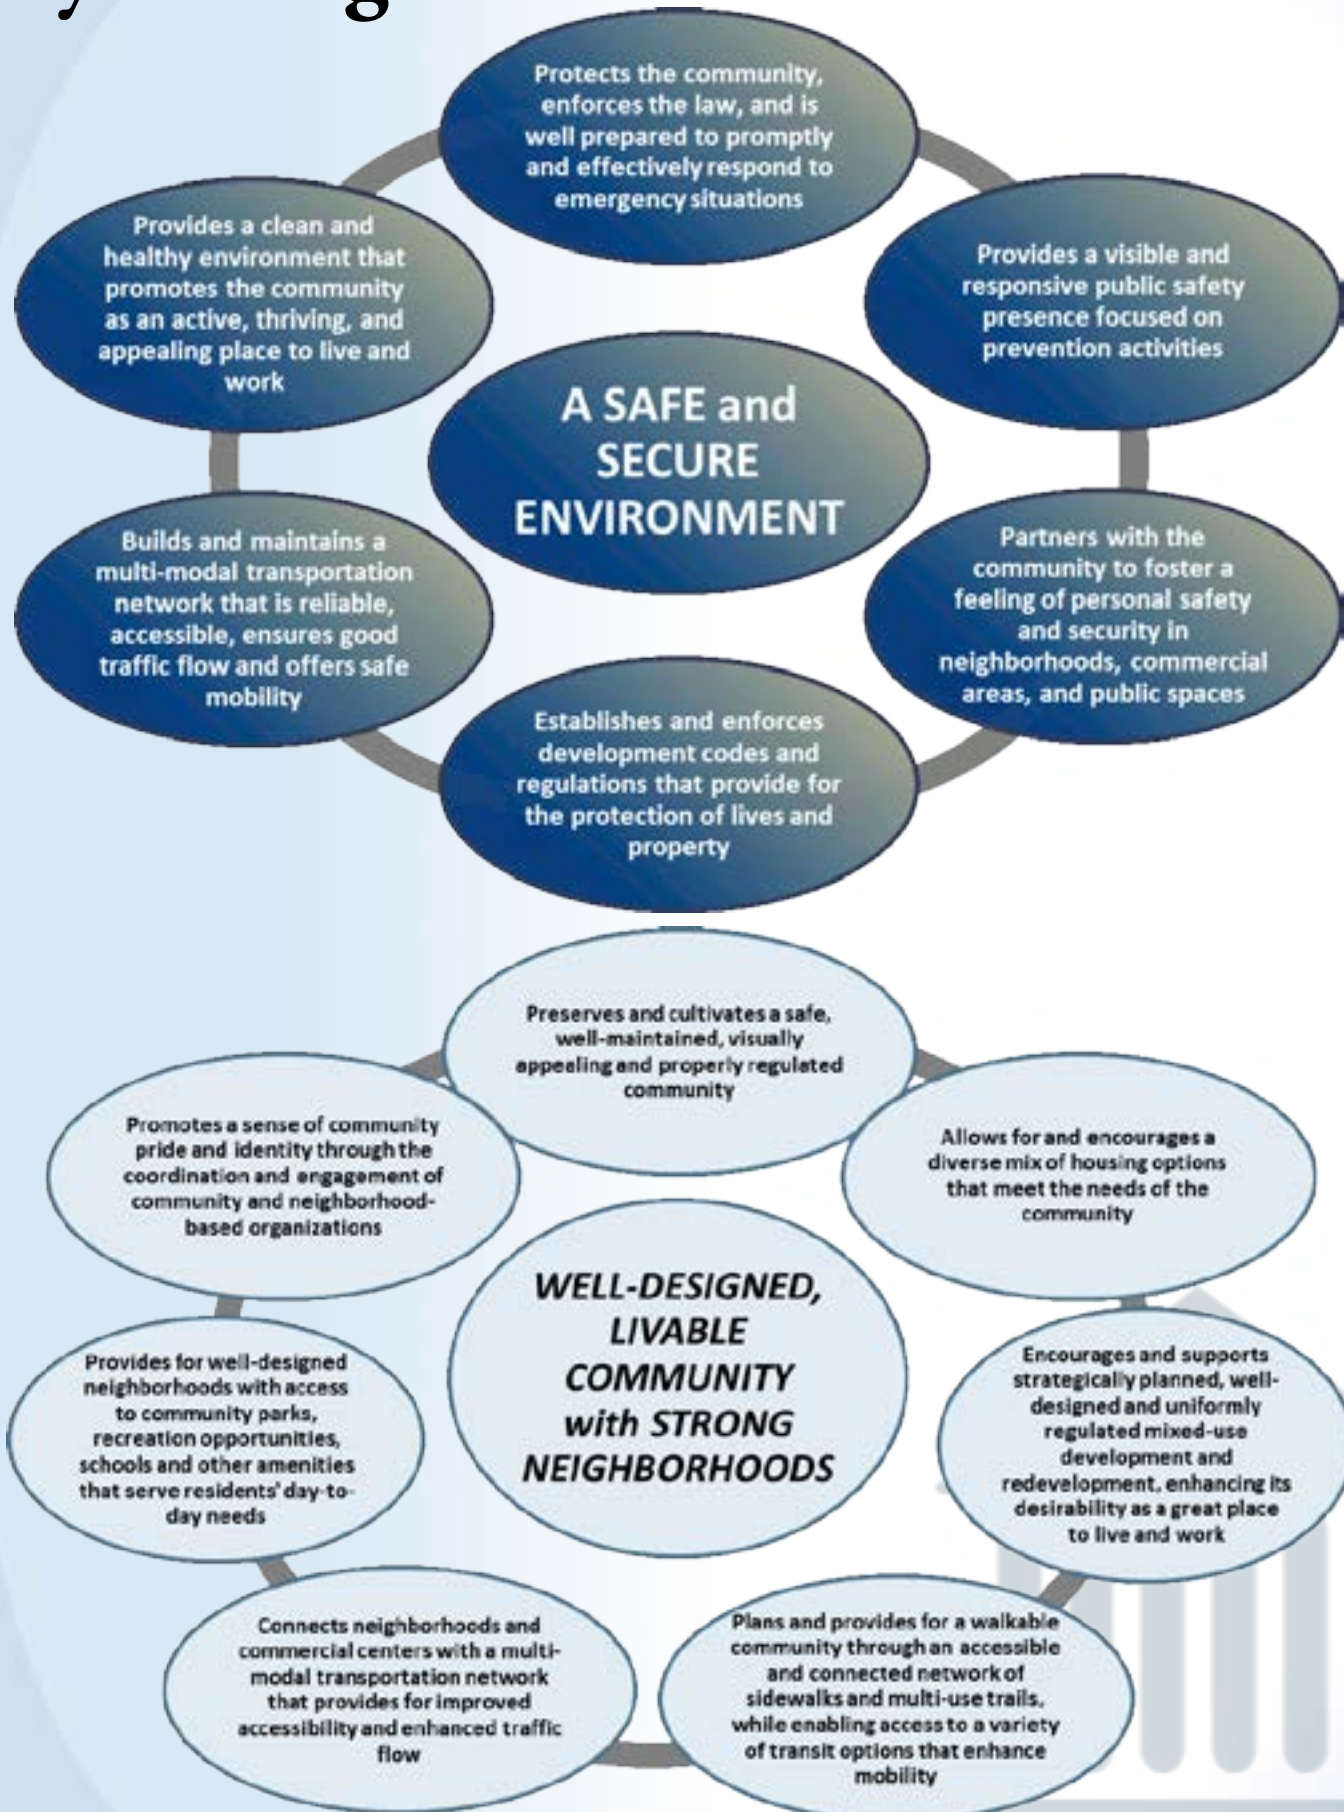 Protects the community,
enforces the law, and is
well prepared to promptly
and effectively respond to
emergency situations
Provides a visible and
responsive public safety
presence focused on
prevention activities
Partners with the
community to foster a
feeling of personal safety
and security in
neighborhoods, commercial
areas, and public spaces
Establishes and enforces
development codes and
regulations that provide for
the protection of lives and
property
Builds and maintains a
multi-modal transportation
network that is reliable,
accessible, ensures good
traffic flow and offers safe
mobility
Provides a clean and
healthy environment that
promotes the community
as an active, thriving, and
appealing place to live and
work
A SAFE and
SECURE
ENVIRONMENT
Preserves and cultivates a safe,
well-maintained, visually
appealing and properly regulated
community
Allows for and encourages a
diverse mix of housing options
that meet the needs of the
community
Encourages and supports
strategically planned, well-
designed and uniformly
regulated mixed-use
development and
redevelopment, enhancing its
desirability as a great place
to live and work
Plans and provides for a walkable
community through an accessible
and connected network of
sidewalks and multi-use trails,
while enabling access to a variety
of transit options that enhance
mobility
Connects neighborhoods and
commercial centers with a multi-
modal transportation network
that provides for improved
accessibility and enhanced traffic
flow
Provides for well-designed
neighborhoods with access
to community parks,
recreation opportunities,
schools and other amenities
that serve residents' day-to-
day needs
Promotes a sense of community
pride and identity through the
coordination and engagement of
community and neighborhood-
based organizations
WELL-DESIGNED,
LIVABLE
COMMUNITY
with STRONG
NEIGHBORHOODS